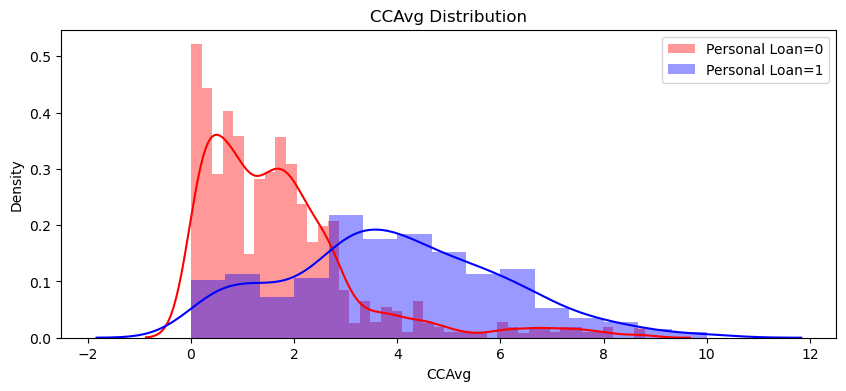 CCAvg Distribution
Personal Loan=0
Personal Loan=1
Density
0.5
0.4
0.3
0.2
0.1
0.0
−2
0
2
4
6
8
10
12
CCAvg